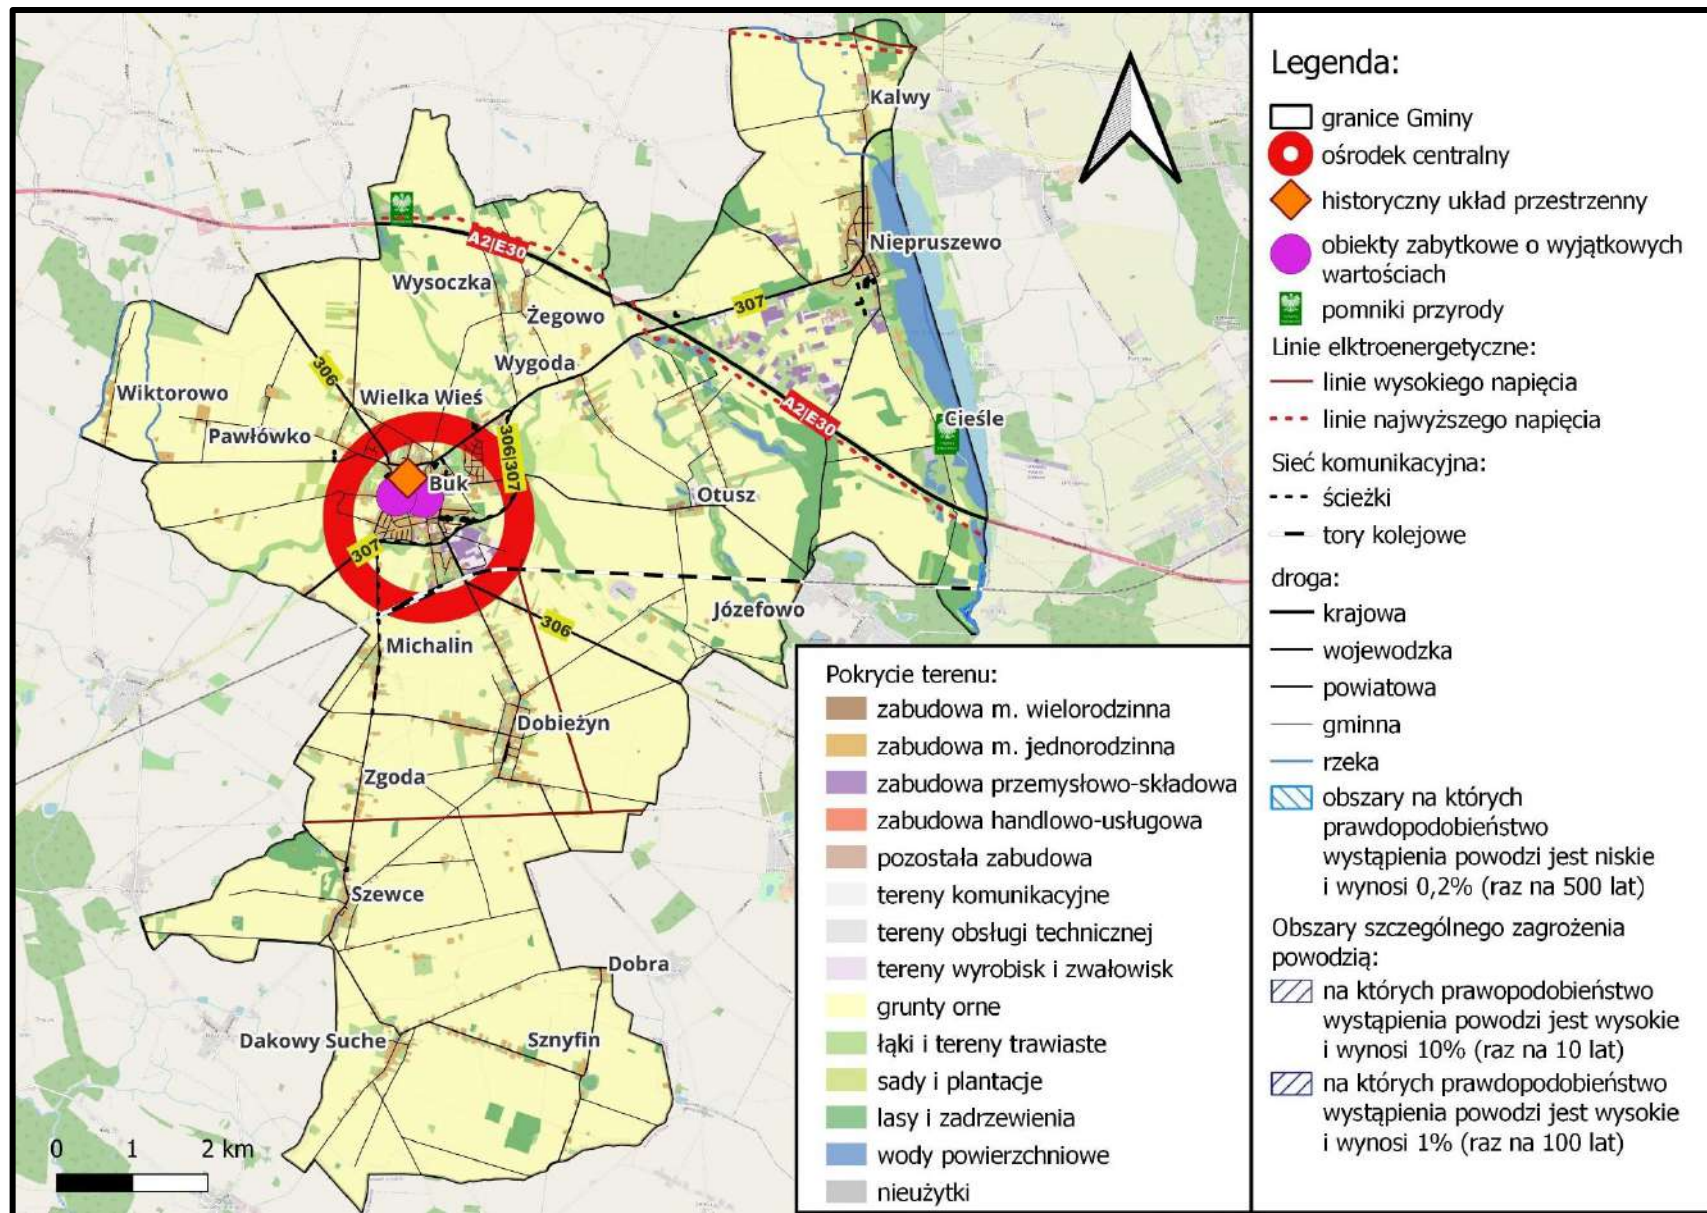 Kalwy
Niepruszewo
A2|E30
Wysoczka
Żegowo
307
Wygoda
306
Wiktorowo
Wielka Wieś
Pawłówko
306|307
A2|E30
Cieśle
Buk
Otusz
307
Józefowo
306
Michalin
Dobieżyn
Zgoda
Szewce
Dobra
Dakowy Suche
Sznyfin
0 1 2 km
Pokrycie terenu:
zabudowa m. wielorodzinna
zabudowa m. jednorodzinna
zabudowa przemysłowo-składowa
zabudowa handlowo-usługowa
pozostała zabudowa
tereny komunikacyjne
tereny obsługi technicznej
tereny wyrobisk i zwałowisk
grunty orne
łąki i tereny trawiaste
sady i plantacje
lasy i zadrzewienia
wody powierzchniowe
nieużytki
Legenda:
granice Gminy
ośrodek centralny
historyczny układ przestrzenny
obiekty zabytkowe o wyjątkowych
wartościach
pomniki przyrody
Linie elktroenergetyczne:
linie wysokiego napięcia
linie najwyższego napięcia
Sieć komunikacyjna:
ścieżki
tory kolejowe
droga:
krajowa
wojewodzka
powiatowa
gminna
rzeka
obszary na których
prawdopodobieństwo
wystąpienia powodzi jest niskie
i wynosi 0,2% (raz na 500 lat)
Obszary szczególnego zagrożenia
powodzią:
na których prawopodobieństwo
wystąpienia powodzi jest wysokie
i wynosi 10% (raz na 10 lat)
na których prawdopodobieństwo
wystąpienia powodzi jest wysokie
i wynosi 1% (raz na 100 lat)